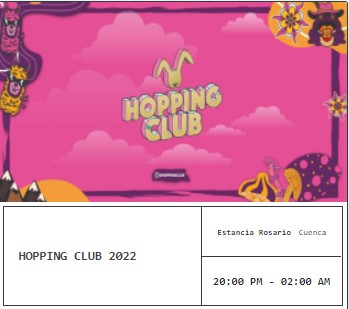 HOPPING
CLUB
HOPPING CLUB 2022
Estancia Rosario Cuenca
20:00 PM - 02:00 AM